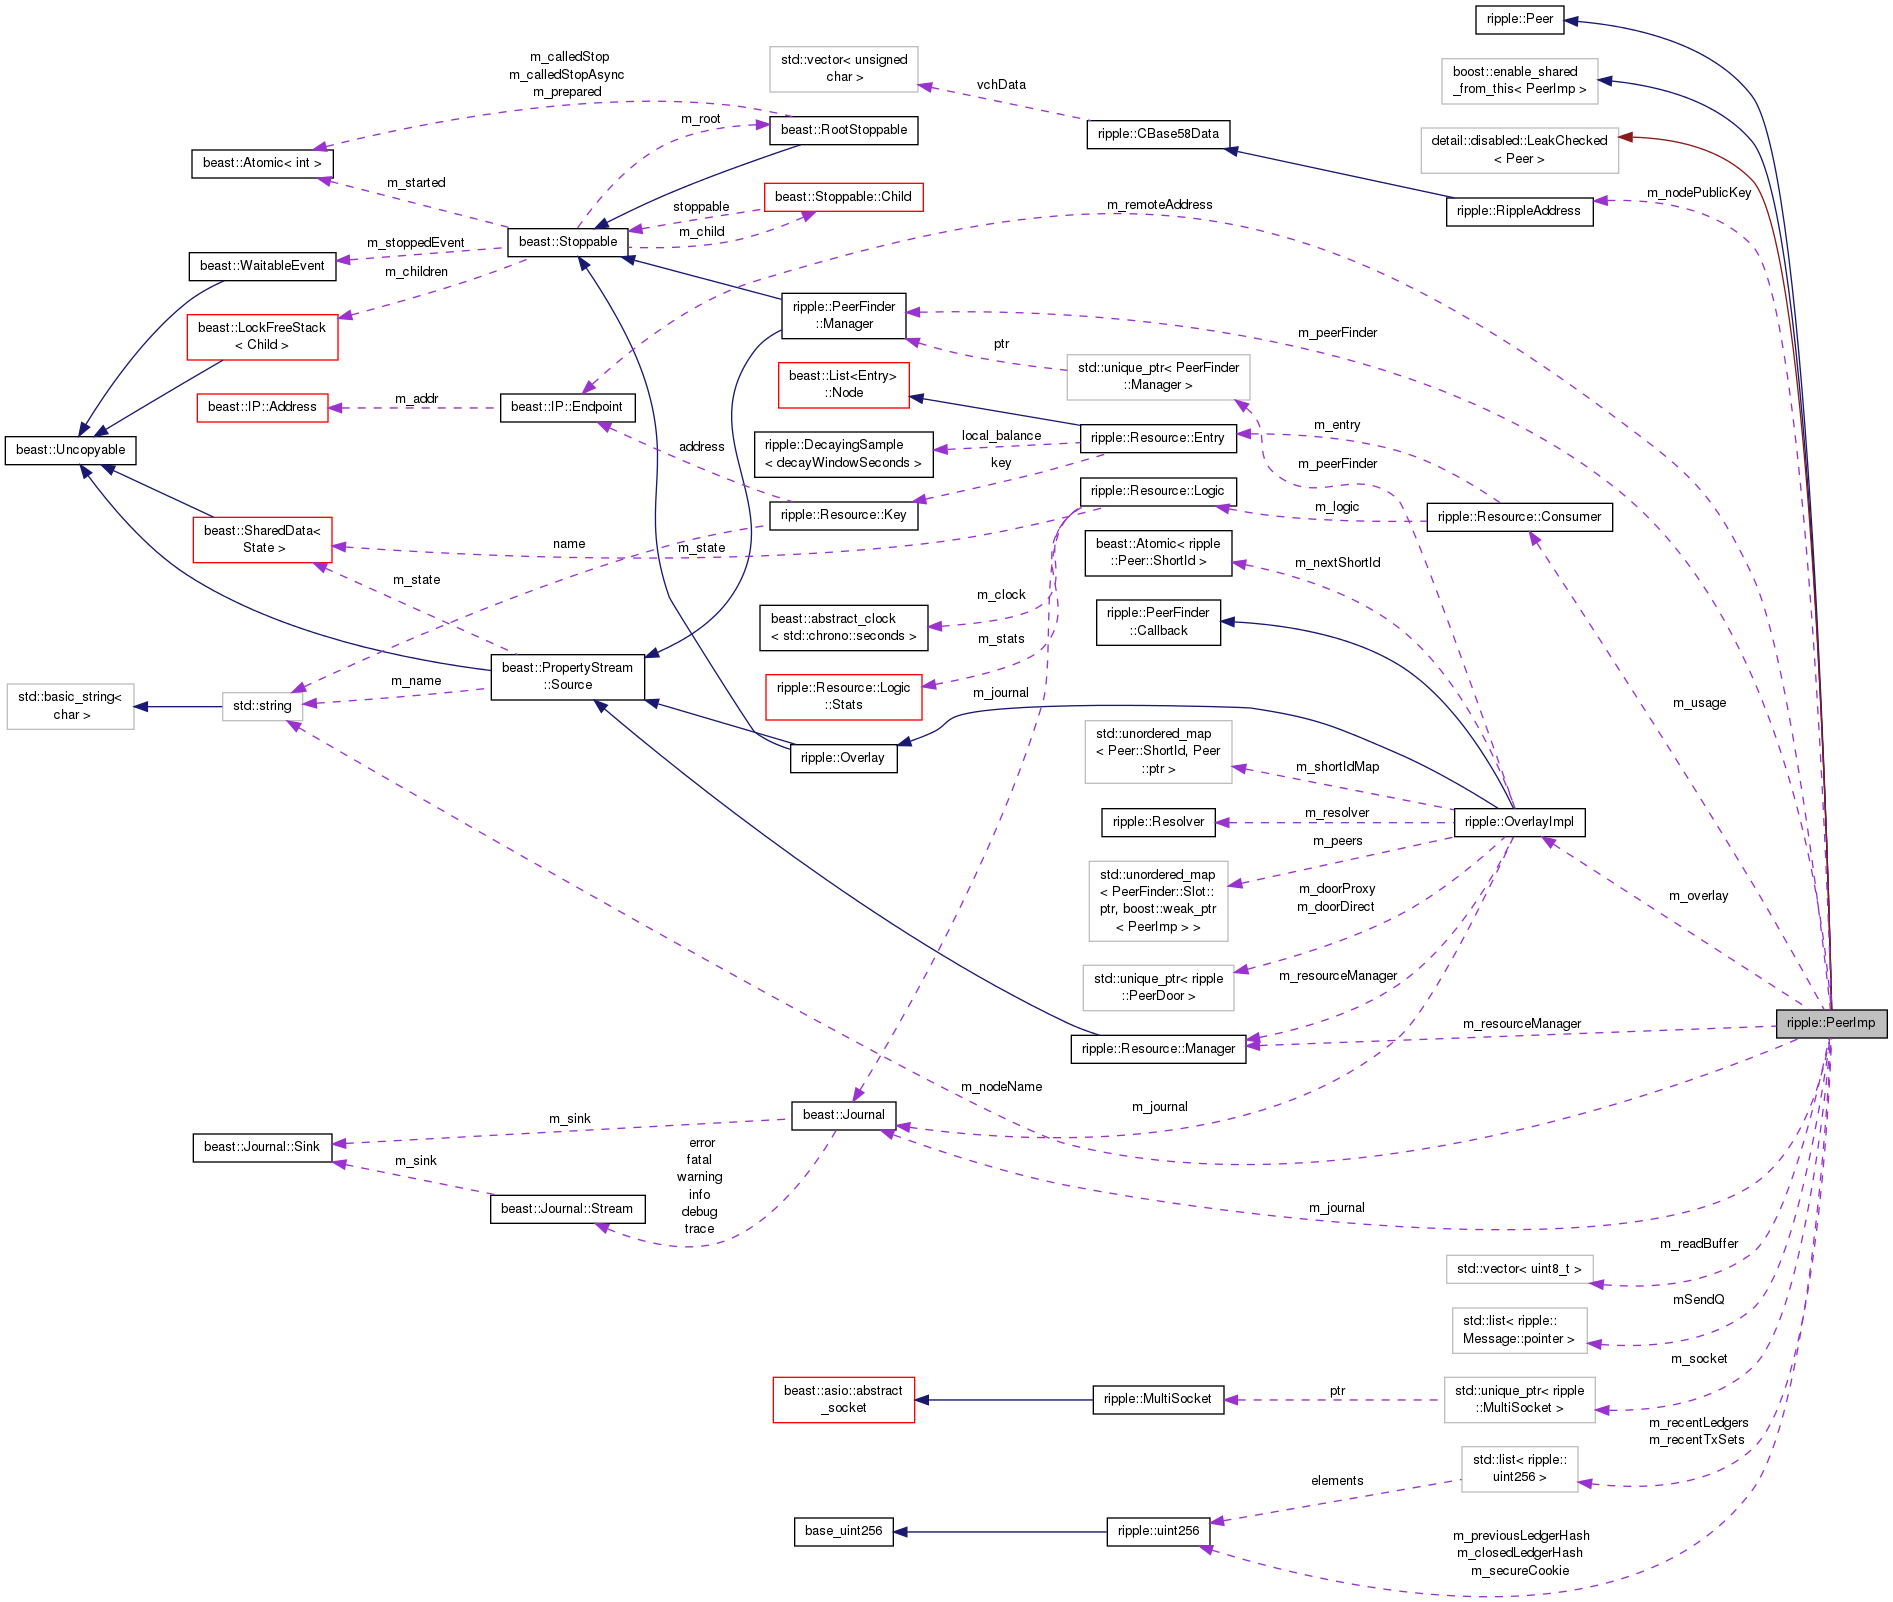 ripple::Peer
m_calledStop
m_calledStopAsync
m_prepared
std::vector< unsigned
char >
vchData
boost::enable_shared
_from_this< PeerImp >
m_root
beast::RootStoppable
ripple::CBase58Data
detail::disabled::LeakChecked
< Peer >
beast::Atomic< int >
m_started
beast::Stoppable::Child
stoppable
m_child
m_remoteAddress
m_nodePublicKey
ripple::RippleAddress
beast::Stoppable
m_stoppedEvent
beast::WaitableEvent
m_children
ripple::PeerFinder
::Manager
m_peerFinder
beast::LockFreeStack
< Child >
ptr
std::unique_ptr< PeerFinder
::Manager >
beast::List<Entry>
::Node
beast::IP::Address
m_addr
beast::IP::Endpoint
beast::Uncopyable
address
ripple::DecayingSample
< decayWindowSeconds >
local_balance
key
ripple::Resource::Entry
m_entry
m_peerFinder
ripple::Resource::Logic
m_logic
ripple::Resource::Consumer
ripple::Resource::Key
beast::SharedData<
State >
name
m_state
beast::Atomic< ripple
::Peer::ShortId >
m_nextShortId
m_state
m_clock
beast::abstract_clock
< std::chrono::seconds >
ripple::PeerFinder
::Callback
m_stats
beast::PropertyStream
::Source
m_name
std::basic_string<
char >
std::string
ripple::Resource::Logic
::Stats
m_journal
m_usage
std::unordered_map
< Peer::ShortId, Peer
::ptr >
ripple::Overlay
m_shortIdMap
ripple::Resolver
m_resolver
ripple::OverlayImpl
m_peers
std::unordered_map
< PeerFinder::Slot::
ptr, boost::weak_ptr
< PeerImp > >
m_doorProxy
m_doorDirect
m_overlay
std::unique_ptr< ripple
::PeerDoor >
m_resourceManager
ripple::PeerImp
m_resourceManager
ripple::Resource::Manager
m_nodeName
m_journal
beast::Journal
m_sink
beast::Journal::Sink
m_sink
error
fatal
warning
info
debug
trace
beast::Journal::Stream
m_journal
m_readBuffer
std::vector< uint8_t >
mSendQ
std::list< ripple::
Message::pointer >
m_socket
beast::asio::abstract
_socket
ripple::MultiSocket
ptr
std::unique_ptr< ripple
::MultiSocket >
m_recentLedgers
m_recentTxSets
std::list< ripple::
uint256 >
elements
base_uint256
ripple::uint256
m_previousLedgerHash
m_closedLedgerHash
m_secureCookie